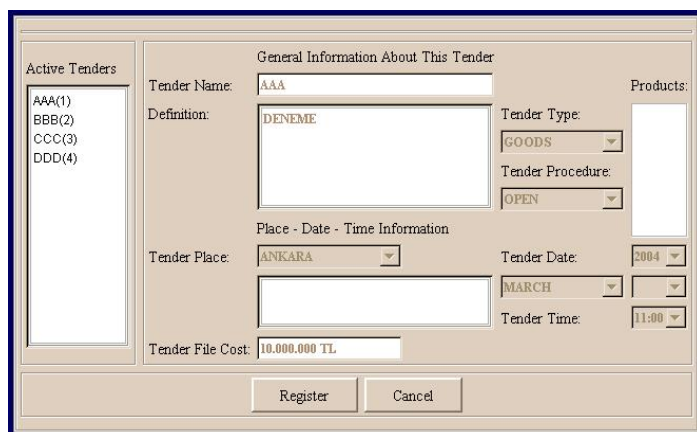 Active Tenders
AAA(1)
BBB(2)
CCC(3)
DDD(4)
General Information About This Tender
Tender Name: AAA
Products:
Definition: DENEME
Tender Type:
GOODS
Tender Procedure:
OPEN
Place - Date - Time Information
Tender Place: ANKARA
Tender Date: 2004
MARCH
Tender Time: 11:00
Tender File Cost: 10.000.000 TL
Register Cancel